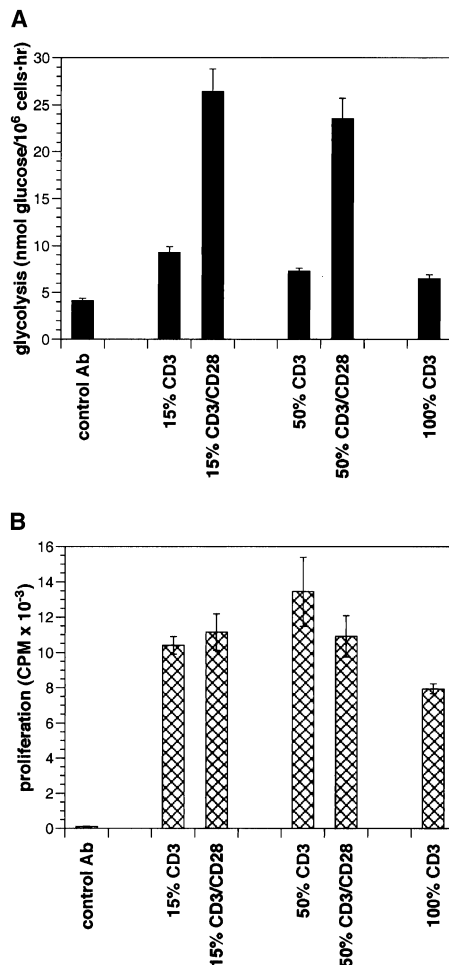 A
glycolysis (nmol glucose/10⁶ cells·hr)
30
25
20
15
10
5
0
control Ab
15% CD3
15% CD3/CD28
50% CD3
50% CD3/CD28
100% CD3
B
proliferation (CPM x 10⁻³)
16
14
12
10
8
6
4
2
0
control Ab
15% CD3
15% CD3/CD28
50% CD3
50% CD3/CD28
100% CD3